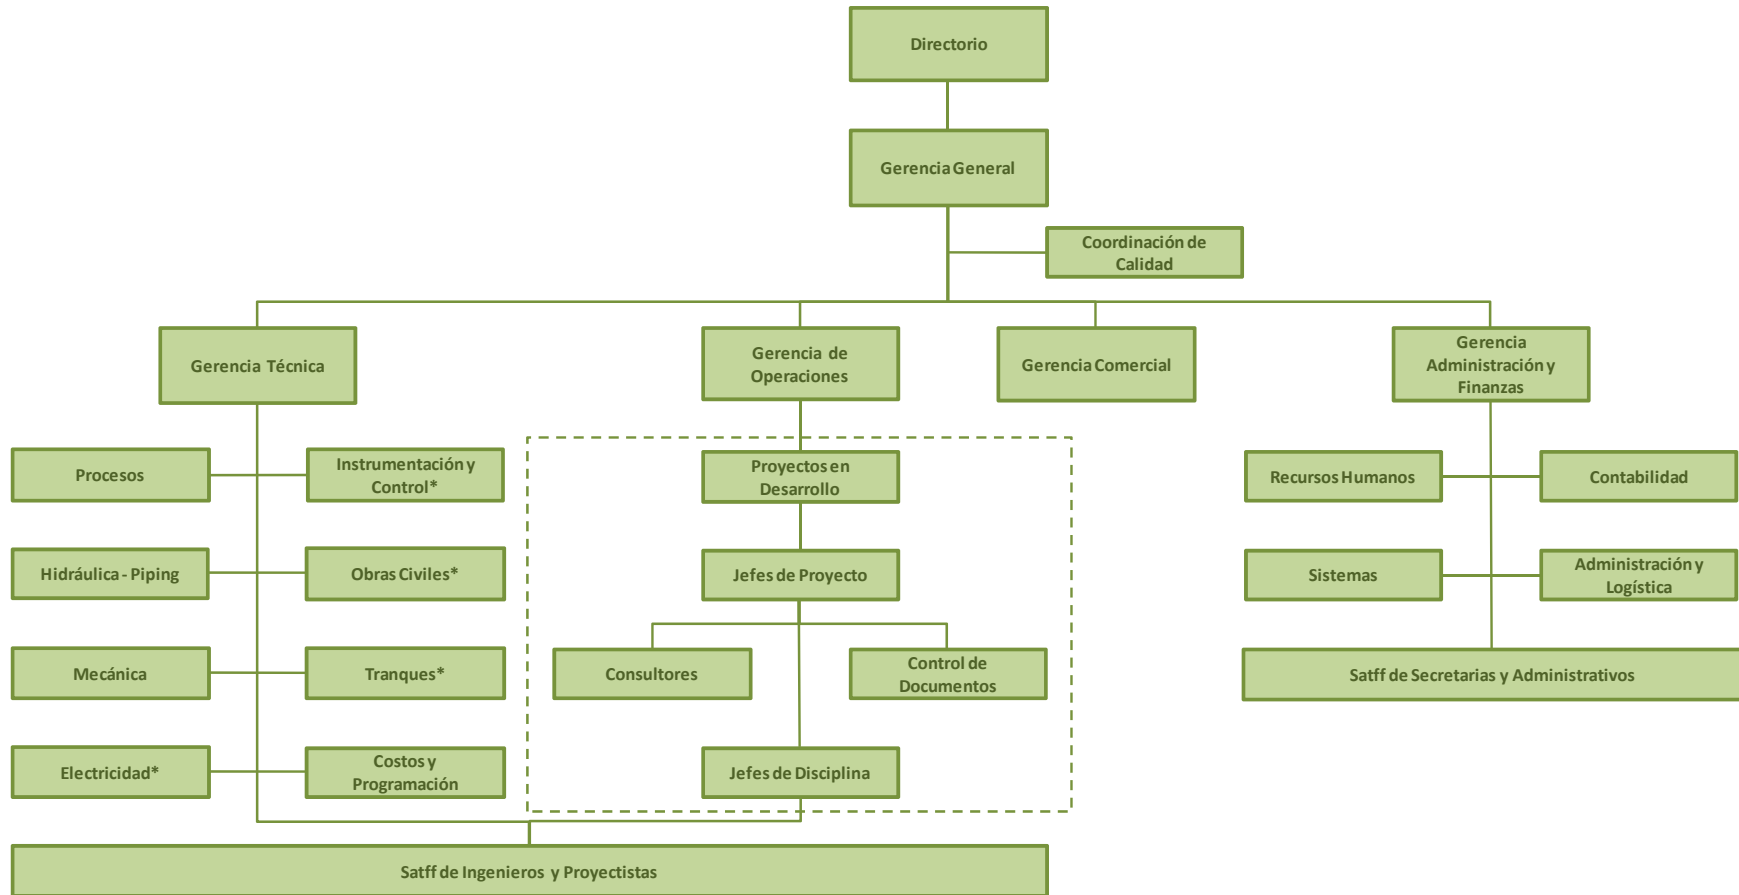 Directorio
Gerencia General
Coordinación de
Calidad
Gerencia Técnica
Gerencia de
Operaciones
Gerencia Comercial
Gerencia
Administración y
Finanzas
Procesos
Instrumentación y
Control*
Proyectos en
Desarrollo
Recursos Humanos
Contabilidad
Hidráulica - Piping
Obras Civiles*
Jefes de Proyecto
Sistemas
Administración y
Logística
Mecánica
Tranques*
Consultores
Control de
Documentos
Satff de Secretarias y Administrativos
Electricidad*
Costos y
Programación
Jefes de Disciplina
Satff de Ingenieros y Proyectistas